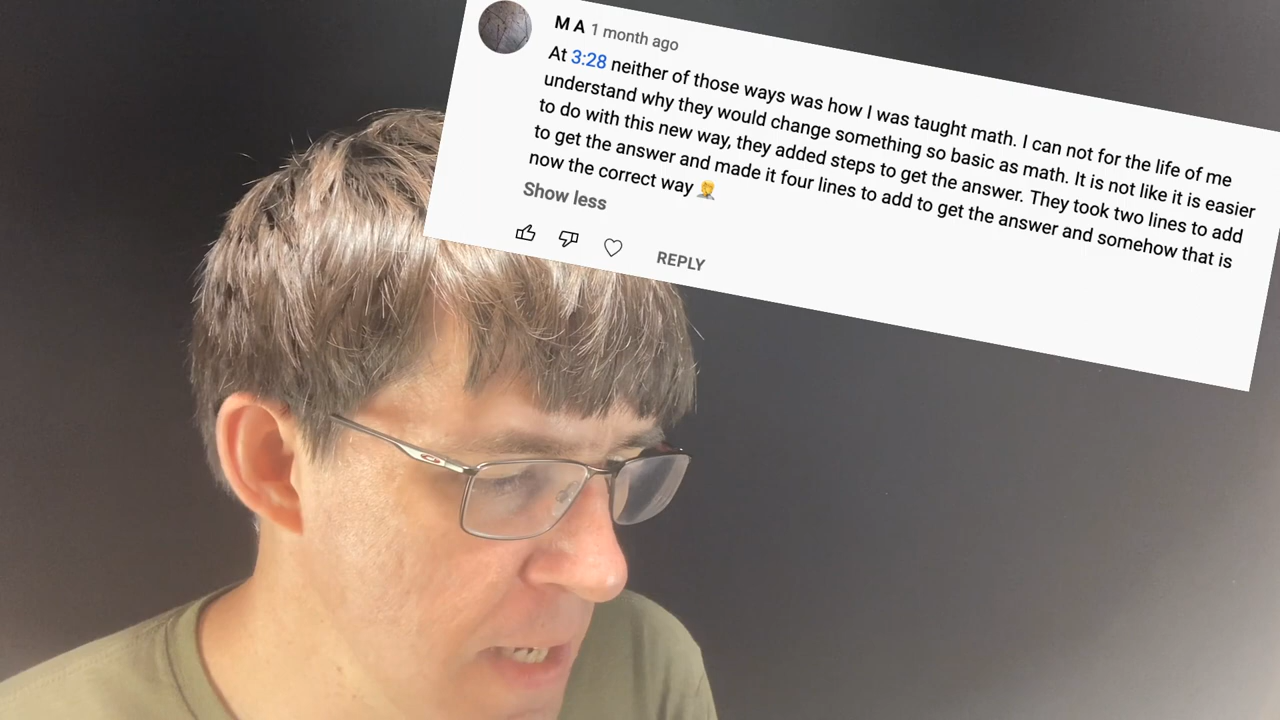 M A 1 month ago
At 3:28 neither of those ways was how I was taught math. I can not for the life of me
understand why they would change something so basic as math. It is not like it is easier
to do with this new way, they added steps to get the answer. They took two lines to add
to get the answer and made it four lines to add to get the answer and somehow that is
now the correct way 🤦
Show less
REPLY